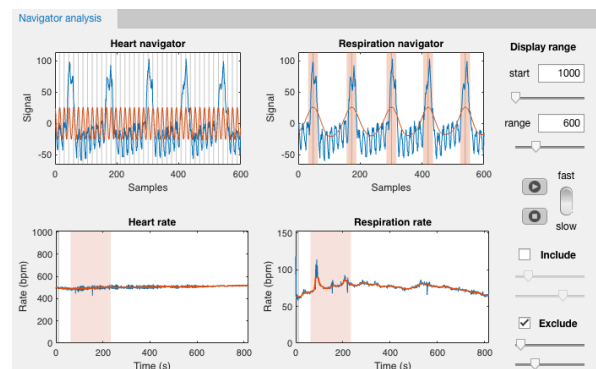 Navigator analysis
Heart navigator
Signal
100
50
0
-50
0
200
400
600
Samples
Respiration navigator
Signal
100
50
0
-50
0
200
400
600
Samples
Display range
start
1000
range
600
fast
slow
Heart rate
Rate (bpm)
1000
800
600
400
200
0
0
200
400
600
800
Time (s)
Respiration rate
Rate (bpm)
150
100
50
0
0
200
400
600
800
Time (s)
Include
Exclude